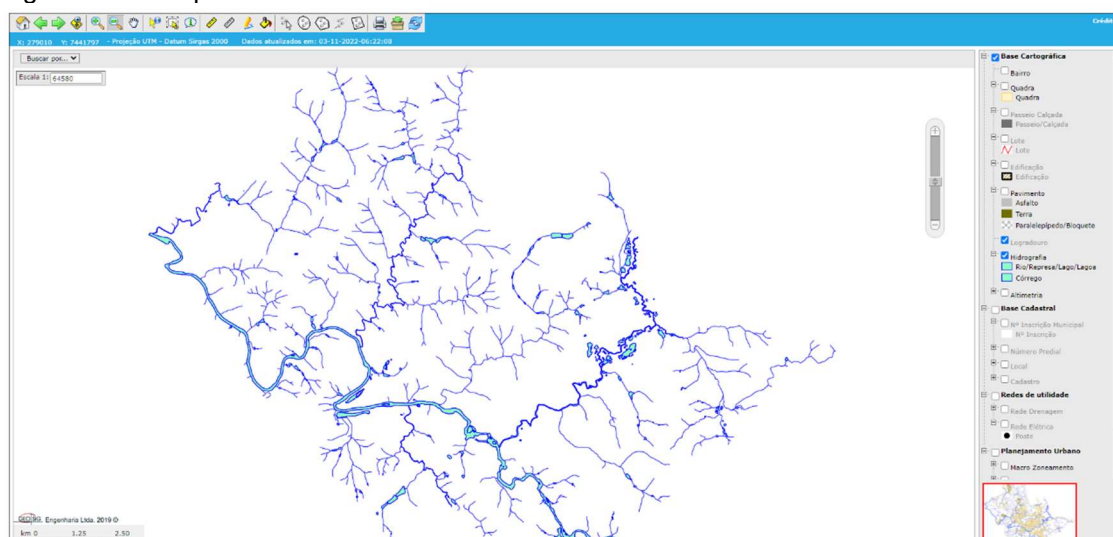 Crédit
X: 279010 Y: 7441797 - Projeção UTM - Datum Sirgas 2000 Dados atualizados em: 03-11-2022-06:22:08
Buscar por...
Escala 1: 64580
Base Cartográfica
Bairro
Quadra
Quadra
Passeio Calçada
Passeio/Calçada
Lote
Lote
Edificação
Edificação
Pavimento
Asfalto
Terra
Paralelepípedo/Bloquete
Logradouro
Hidrografia
Rio/Represa/Lago/Lagoa
Córrego
Altimetria
Base Cadastral
Nº Inscrição Municipal
Nº Inscrição
Número Predial
Local
Cadastro
Redes de utilidade
Rede Drenagem
Rede Elétrica
Poste
Planejamento Urbano
Macro Zoneamento
Engenharia Ltda. 2019 ©
km 0 1.25 2.50